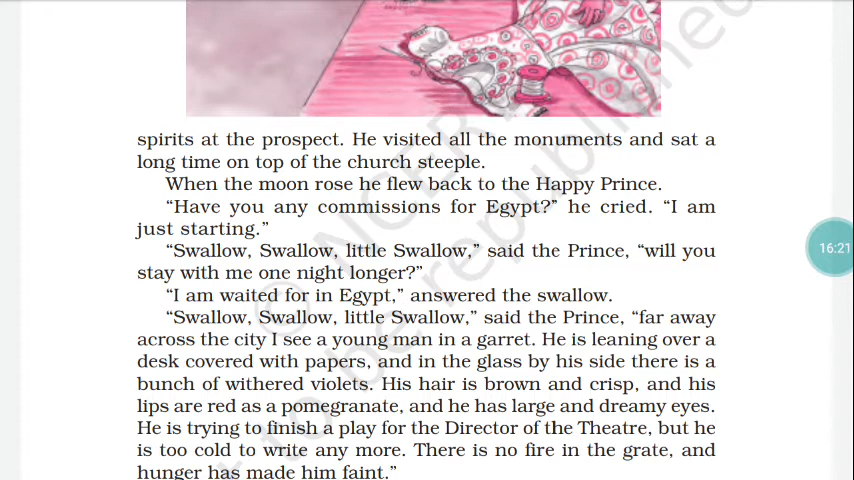 spirits at the prospect. He visited all the monuments and sat a
long time on top of the church steeple.
When the moon rose he flew back to the Happy Prince.
“Have you any commissions for Egypt?” he cried. “I am
just starting.”
“Swallow, Swallow, little Swallow,” said the Prince, “will you
stay with me one night longer?”
16:21
“I am waited for in Egypt,” answered the swallow.
“Swallow, Swallow, little Swallow,” said the Prince, “far away
across the city I see a young man in a garret. He is leaning over a
desk covered with papers, and in the glass by his side there is a
bunch of withered violets. His hair is brown and crisp, and his
lips are red as a pomegranate, and he has large and dreamy eyes.
He is trying to finish a play for the Director of the Theatre, but he
is too cold to write any more. There is no fire in the grate, and
hunger has made him faint.”
© NCERT
be republished